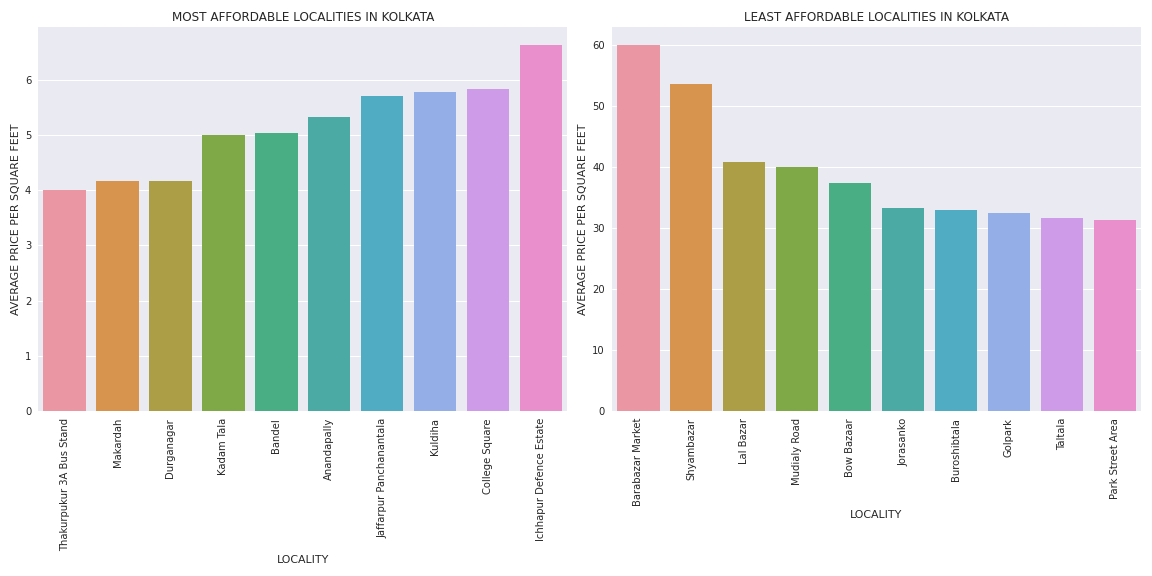 MOST AFFORDABLE LOCALITIES IN KOLKATA
AVERAGE PRICE PER SQUARE FEET
6
5
4
3
2
1
0
Thakurpukur 3A Bus Stand
Makardah
Durganagar
Kadam Tala
Bandel
Anandapally
Jaffarpur Panchanantala
Kuldiha
College Square
Ichhapur Defence Estate
LOCALITY
LEAST AFFORDABLE LOCALITIES IN KOLKATA
AVERAGE PRICE PER SQUARE FEET
60
50
40
30
20
10
0
Barabazar Market
Shyambazar
Lal Bazar
Mudialy Road
Bow Bazaar
Jorasanko
Buroshibtala
Golpark
Taltala
Park Street Area
LOCALITY